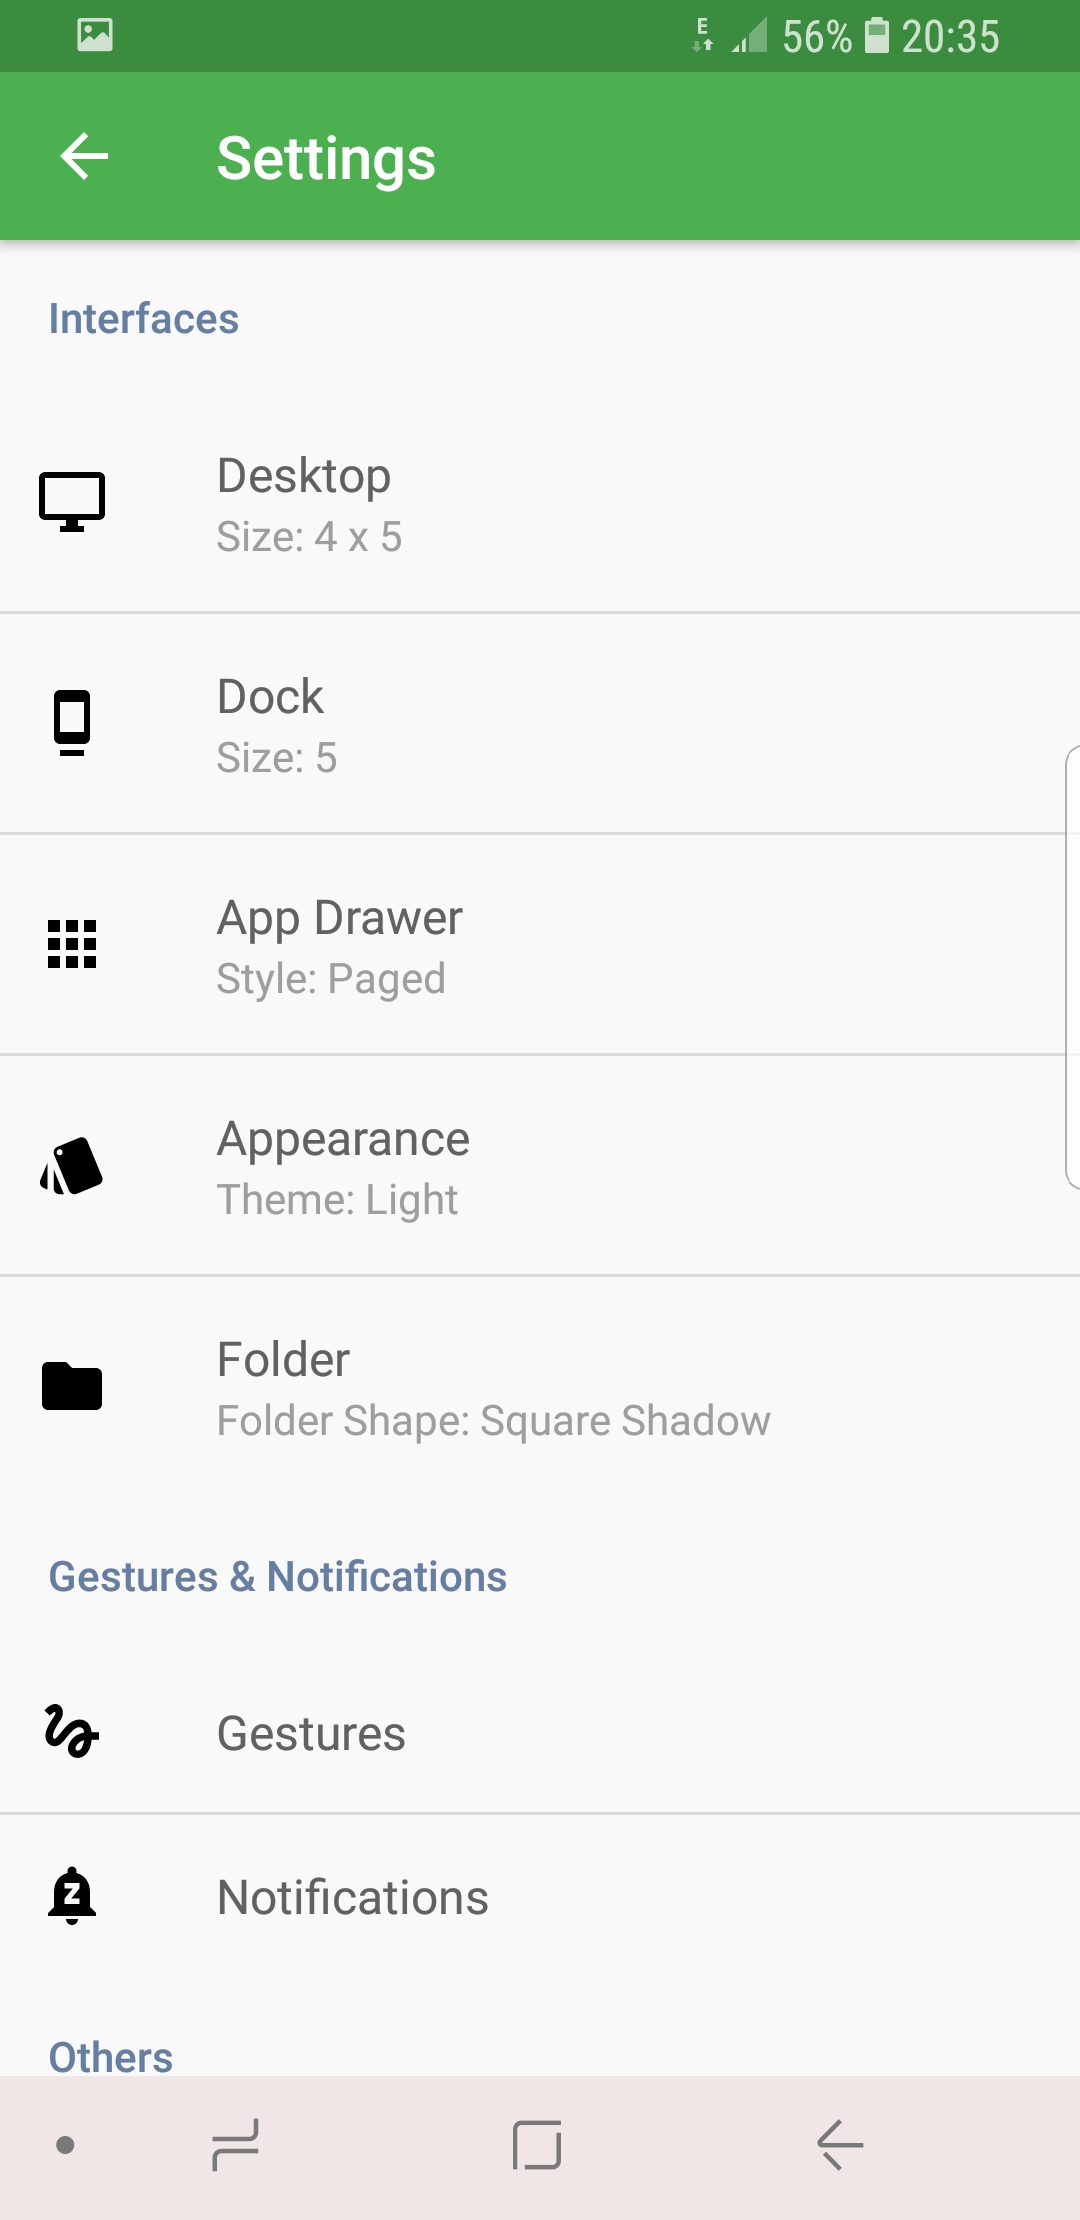 E 56% 20:35
Settings
Interfaces
Desktop
Size: 4 x 5
Dock
Size: 5
App Drawer
Style: Paged
Appearance
Theme: Light
Folder
Folder Shape: Square Shadow
Gestures & Notifications
Gestures
Notifications
Others